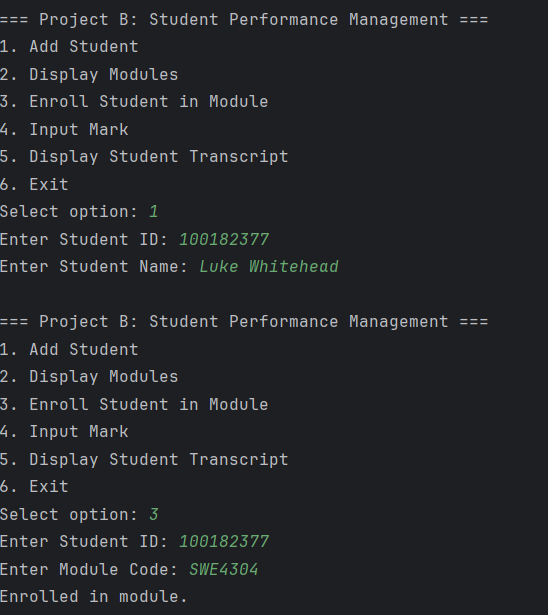 === Project B: Student Performance Management ===
1. Add Student
2. Display Modules
3. Enroll Student in Module
4. Input Mark
5. Display Student Transcript
6. Exit
Select option: 1
Enter Student ID: 100182377
Enter Student Name: Luke Whitehead

=== Project B: Student Performance Management ===
1. Add Student
2. Display Modules
3. Enroll Student in Module
4. Input Mark
5. Display Student Transcript
6. Exit
Select option: 3
Enter Student ID: 100182377
Enter Module Code: SWE4304
Enrolled in module.